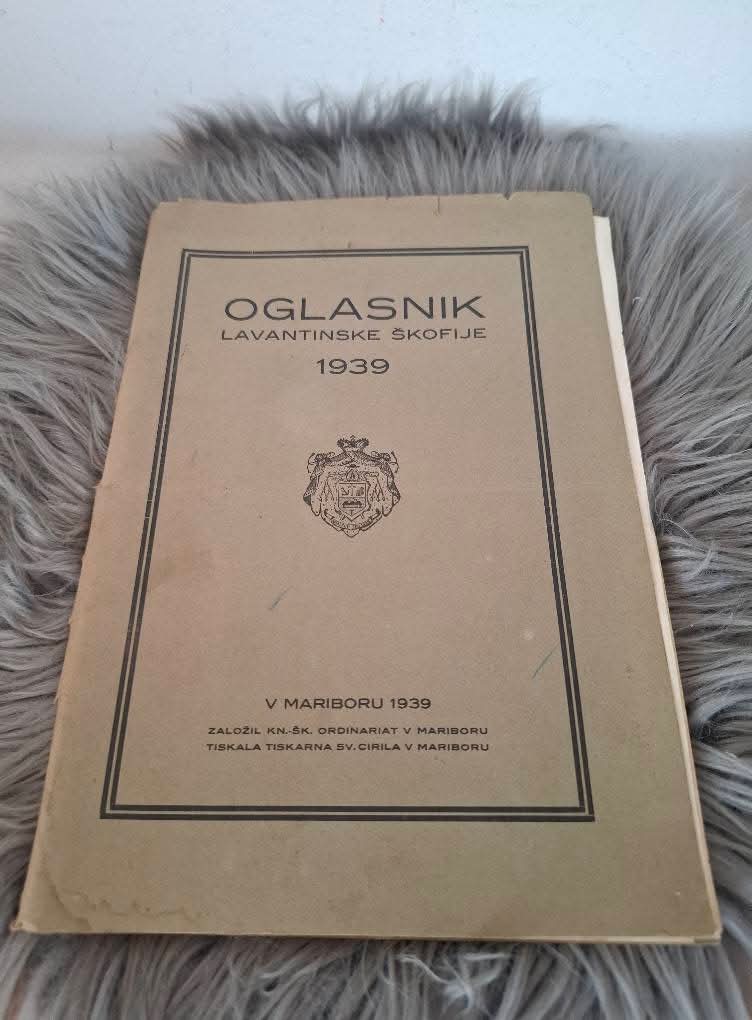 OGLASNIK
LAVANTINSKE ŠKOFIJE
1939
V MARIBORU 1939
ZALOŽIL KN.-ŠK. ORDINARIAT V MARIBORU
TISKALA TISKARNA SV. CIRILA V MARIBORU